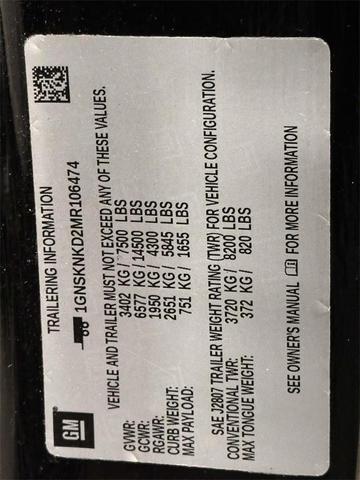 GM
TRAILERING INFORMATION
1GNSKNKD2MR106474
VEHICLE AND TRAILER MUST NOT EXCEED ANY OF THESE VALUES.
GVWR: 3402 KG / 7500 LBS
GCWR: 6577 KG / 14500 LBS
RGAWR: 1950 KG / 4300 LBS
CURB WEIGHT: 2651 KG / 5845 LBS
MAX PAYLOAD: 751 KG / 1655 LBS
SAE J2807 TRAILER WEIGHT RATING (TWR) FOR VEHICLE CONFIGURATION.
CONVENTIONAL TWR: 3720 KG / 8200 LBS
MAX TONGUE WEIGHT: 372 KG / 820 LBS
SEE OWNER'S MANUAL FOR MORE INFORMATION